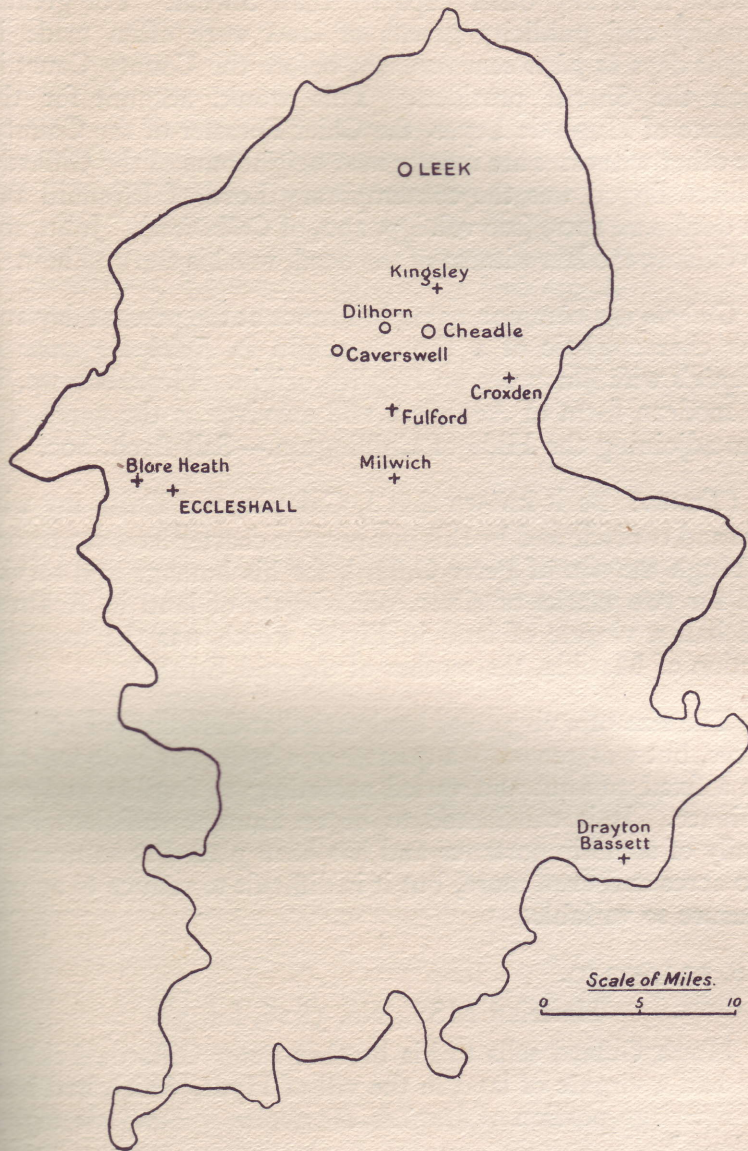 LEEK
Kingsley
Dilhorn
Cheadle
Caverswell
Croxden
Fulford
Blore Heath
Milwich
ECCLESHALL
Drayton
Bassett
Scale of Miles.
0 5 10